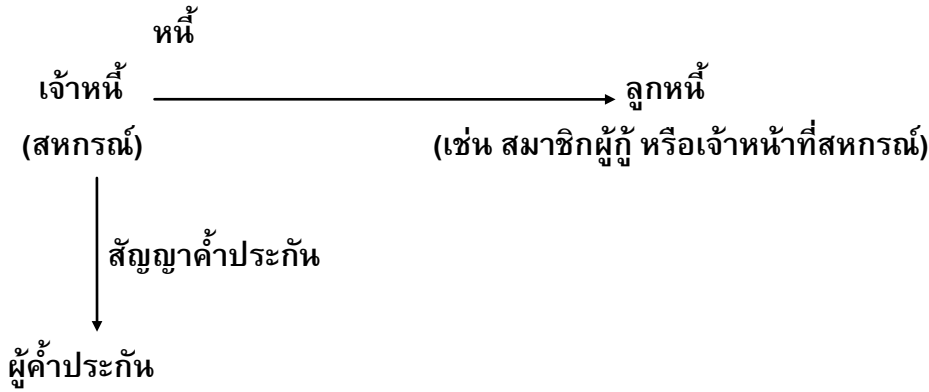 หนี้
เจ้าหนี้ ลูกหนี้
(สหกรณ์) (เช่น สมาชิกผู้กู้ หรือเจ้าหน้าที่สหกรณ์)
สัญญาค้ำประกัน
ผู้ค้ำประกัน